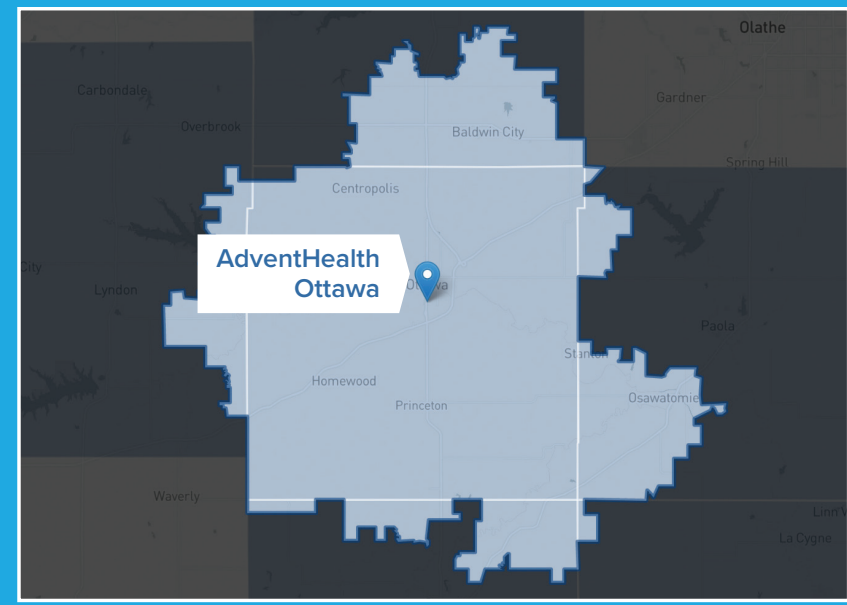 Olathe
Carbondale
Gardner
Overbrook
Baldwin City
Spring Hill
Centropolis
AdventHealth
Ottawa
City
Lyndon
Paola
Homewood
Osawatomie
Princeton
Waverly
La Cygne